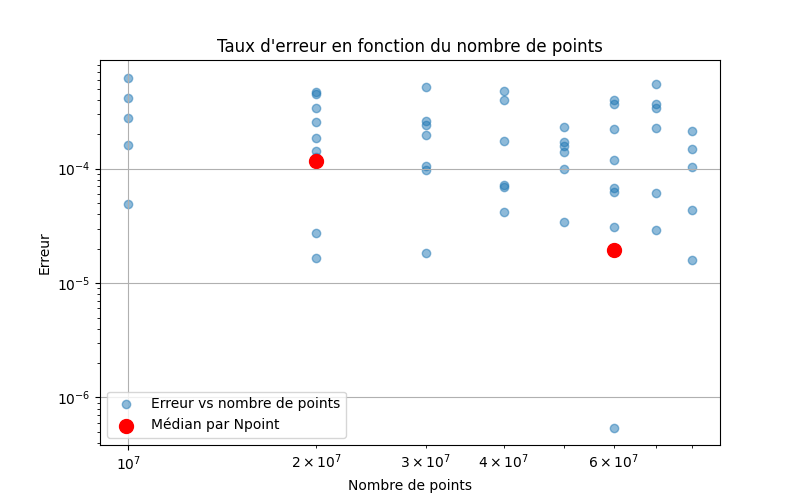 Taux d'erreur en fonction du nombre de points
Erreur
10⁻⁴
10⁻⁵
10⁻⁶
Erreur vs nombre de points
Médian par Npoint
10⁷ 2 × 10⁷ 3 × 10⁷ 4 × 10⁷ 6 × 10⁷
Nombre de points